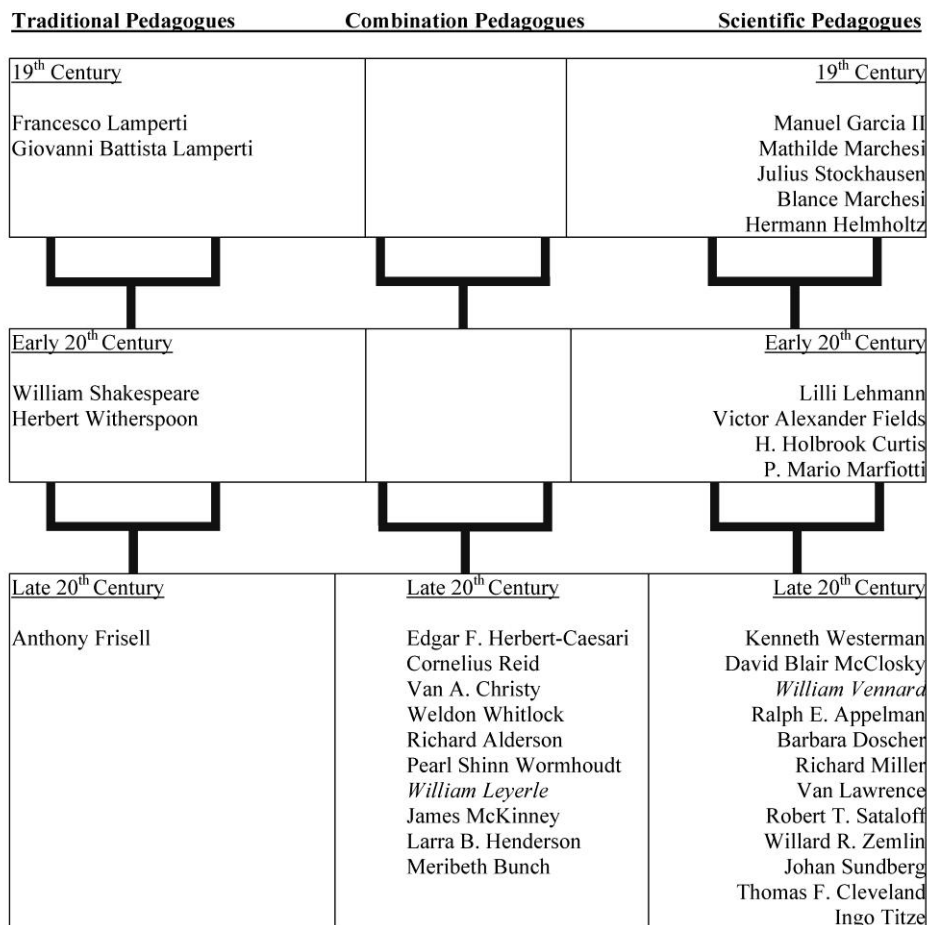 Traditional Pedagogues Combination Pedagogues Scientific Pedagogues
19th Century
Francesco Lamperti
Giovanni Battista Lamperti
19th Century
Manuel Garcia II
Mathilde Marchesi
Julius Stockhausen
Blance Marchesi
Hermann Helmholtz
Early 20th Century
William Shakespeare
Herbert Witherspoon
Early 20th Century
Lilli Lehmann
Victor Alexander Fields
H. Holbrook Curtis
P. Mario Marfiotti
Late 20th Century
Anthony Frisell
Late 20th Century
Edgar F. Herbert-Caesari
Cornelius Reid
Van A. Christy
Weldon Whitlock
Richard Alderson
Pearl Shinn Wormhoudt
William Leyerle
James McKinney
Larra B. Henderson
Meribeth Bunch
Late 20th Century
Kenneth Westerman
David Blair McClosky
William Vennard
Ralph E. Appelman
Barbara Doscher
Richard Miller
Van Lawrence
Robert T. Sataloff
Willard R. Zemlin
Johan Sundberg
Thomas F. Cleveland
Ingo Titze